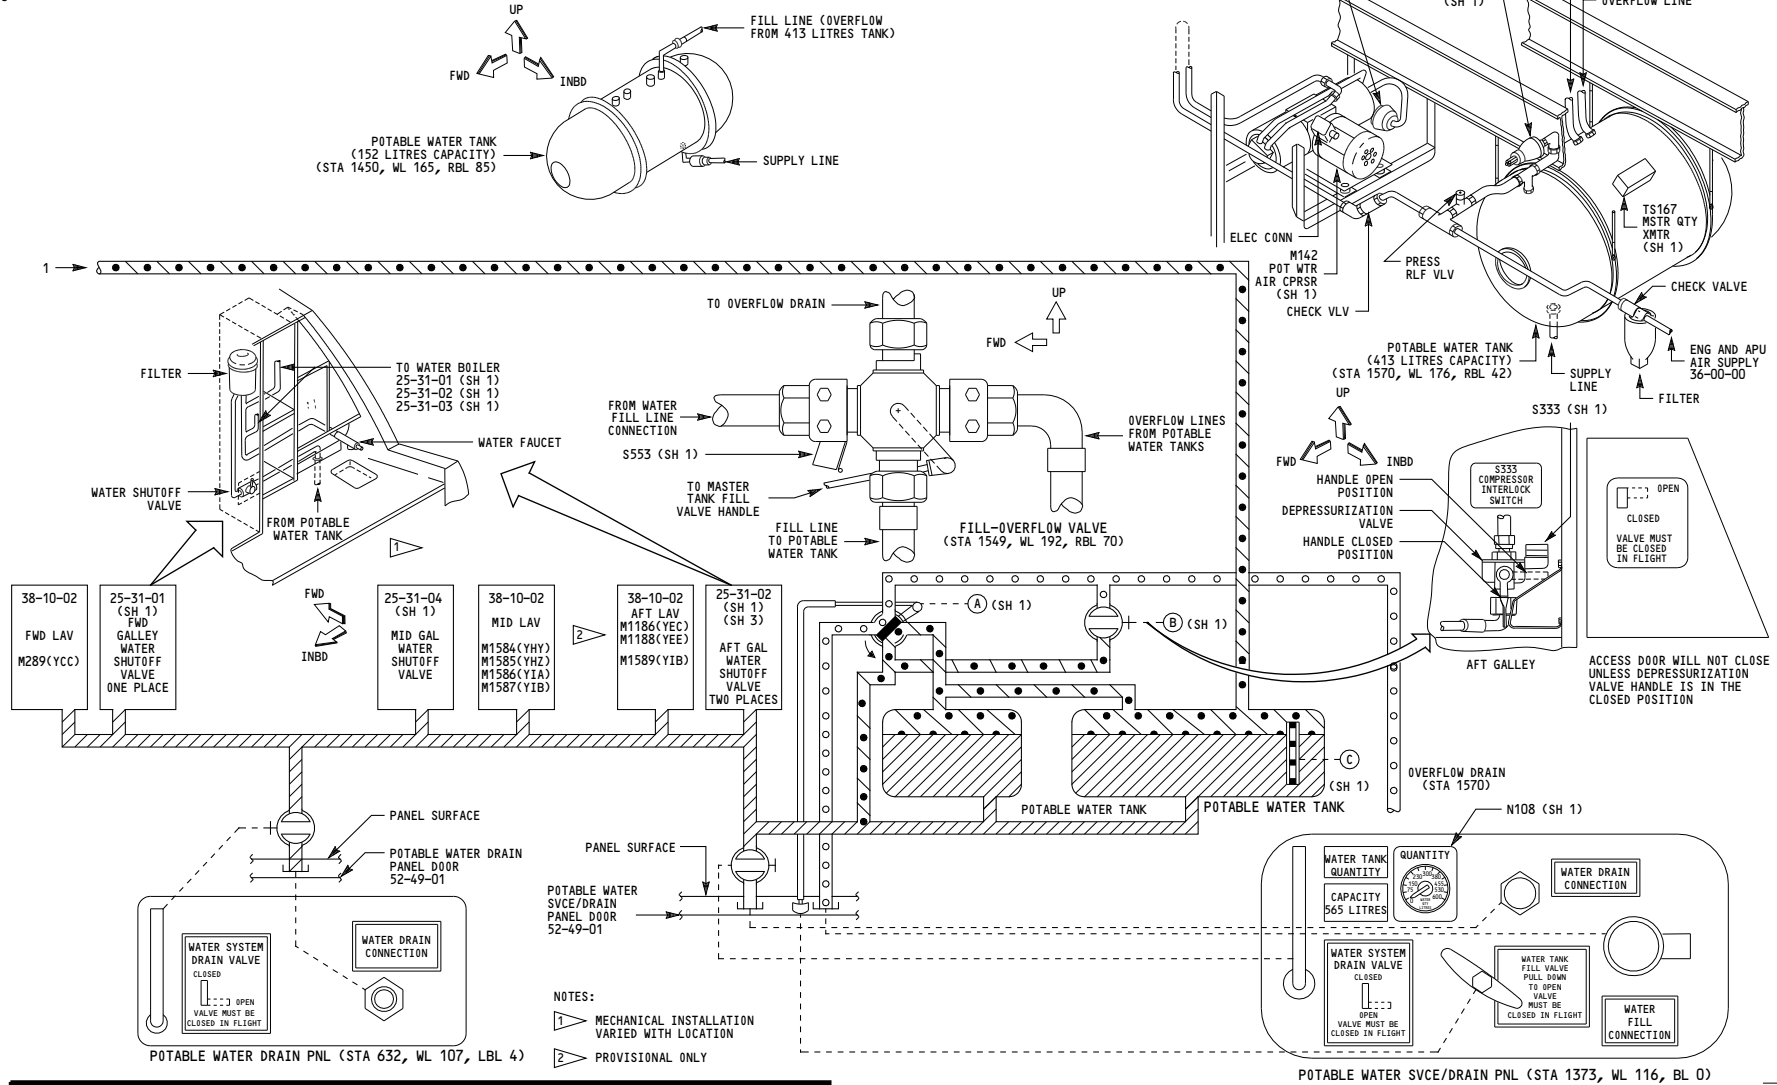 UP
FWD
INBD
FILL LINE (OVERFLOW
FROM 413 LITRES TANK)
POTABLE WATER TANK
(152 LITRES CAPACITY)
(STA 1450, WL 165, RBL 85)
SUPPLY LINE
(SH 1)
OVERFLOW LINE
ELEC CONN
M142
POT WTR
AIR CPRSR
(SH 1)
CHECK VLV
PRESS
RLF VLV
TS167
MSTR QTY
XMTR
(SH 1)
CHECK VALVE
ENG AND APU
AIR SUPPLY
36-00-00
POTABLE WATER TANK
(413 LITRES CAPACITY)
(STA 1570, WL 176, RBL 42)
SUPPLY
LINE
FILTER
1
FILTER
TO WATER BOILER
25-31-01 (SH 1)
25-31-02 (SH 1)
25-31-03 (SH 1)
WATER FAUCET
WATER SHUTOFF
VALVE
FROM POTABLE
WATER TANK
1
FWD
INBD
TO OVERFLOW DRAIN
UP
FWD
FROM WATER
FILL LINE
CONNECTION
S553 (SH 1)
TO MASTER
TANK FILL
VALVE HANDLE
FILL LINE
TO POTABLE
WATER TANK
OVERFLOW LINES
FROM POTABLE
WATER TANKS
FILL-OVERFLOW VALVE
(STA 1549, WL 192, RBL 70)
UP
FWD
INBD
S333 (SH 1)
S333
COMPRESSOR
INTERLOCK
SWITCH
HANDLE OPEN
POSITION
DEPRESSURIZATION
VALVE
HANDLE CLOSED
POSITION
AFT GALLEY
OPEN
CLOSED
VALVE MUST
BE CLOSED
IN FLIGHT
ACCESS DOOR WILL NOT CLOSE
UNLESS DEPRESSURIZATION
VALVE HANDLE IS IN THE
CLOSED POSITION
38-10-02
FWD LAV
M289(YCC)
25-31-01
(SH 1)
FWD
GALLEY
WATER
SHUTOFF
VALVE
ONE PLACE
25-31-04
(SH 1)
MID GAL
WATER
SHUTOFF
VALVE
38-10-02
MID LAV
M1584(YHY)
M1585(YHZ)
M1586(YIA)
M1587(YIB)
2
38-10-02
AFT LAV
M1186(YEC)
M1188(YEE)
M1589(YIB)
25-31-02
(SH 1)
(SH 3)
AFT GAL
WATER
SHUTOFF
VALVE
TWO PLACES
A (SH 1)
B (SH 1)
C
(SH 1)
POTABLE WATER TANK
POTABLE WATER TANK
OVERFLOW DRAIN
(STA 1570)
PANEL SURFACE
POTABLE WATER DRAIN
PANEL DOOR
52-49-01
WATER SYSTEM
DRAIN VALVE
CLOSED
OPEN
VALVE MUST BE
CLOSED IN FLIGHT
WATER DRAIN
CONNECTION
POTABLE WATER DRAIN PNL (STA 632, WL 107, LBL 4)
PANEL SURFACE
POTABLE WATER
SVCE/DRAIN
PANEL DOOR
52-49-01
NOTES:
1 MECHANICAL INSTALLATION
VARIED WITH LOCATION
2 PROVISIONAL ONLY
N108 (SH 1)
WATER TANK
QUANTITY
CAPACITY
565 LITRES
QUANTITY
0 75 150 230 300 380 455 530 600
WATER
QTY
LITRES
WATER DRAIN
CONNECTION
WATER SYSTEM
DRAIN VALVE
CLOSED
OPEN
VALVE MUST BE
CLOSED IN FLIGHT
WATER TANK
FILL VALVE
PULL DOWN
TO OPEN
VALVE
MUST BE
CLOSED IN FLIGHT
WATER
FILL
CONNECTION
POTABLE WATER SVCE/DRAIN PNL (STA 1373, WL 116, BL 0)